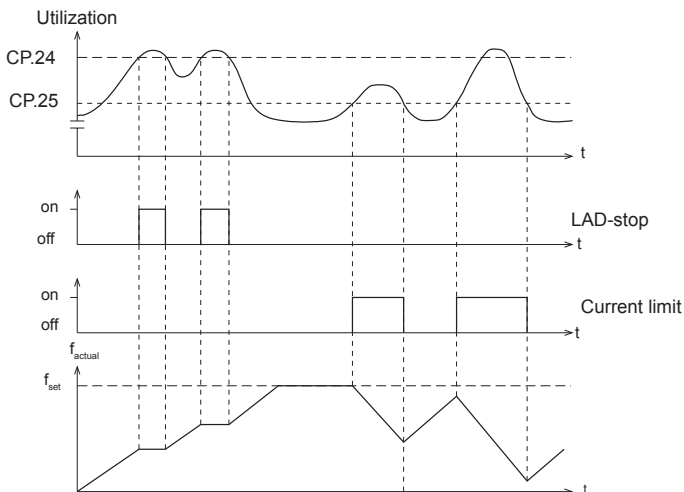 Utilization
CP.24
CP.25
t
on
off
LAD-stop
t
on
off
Current limit
t
f actual
f set
t